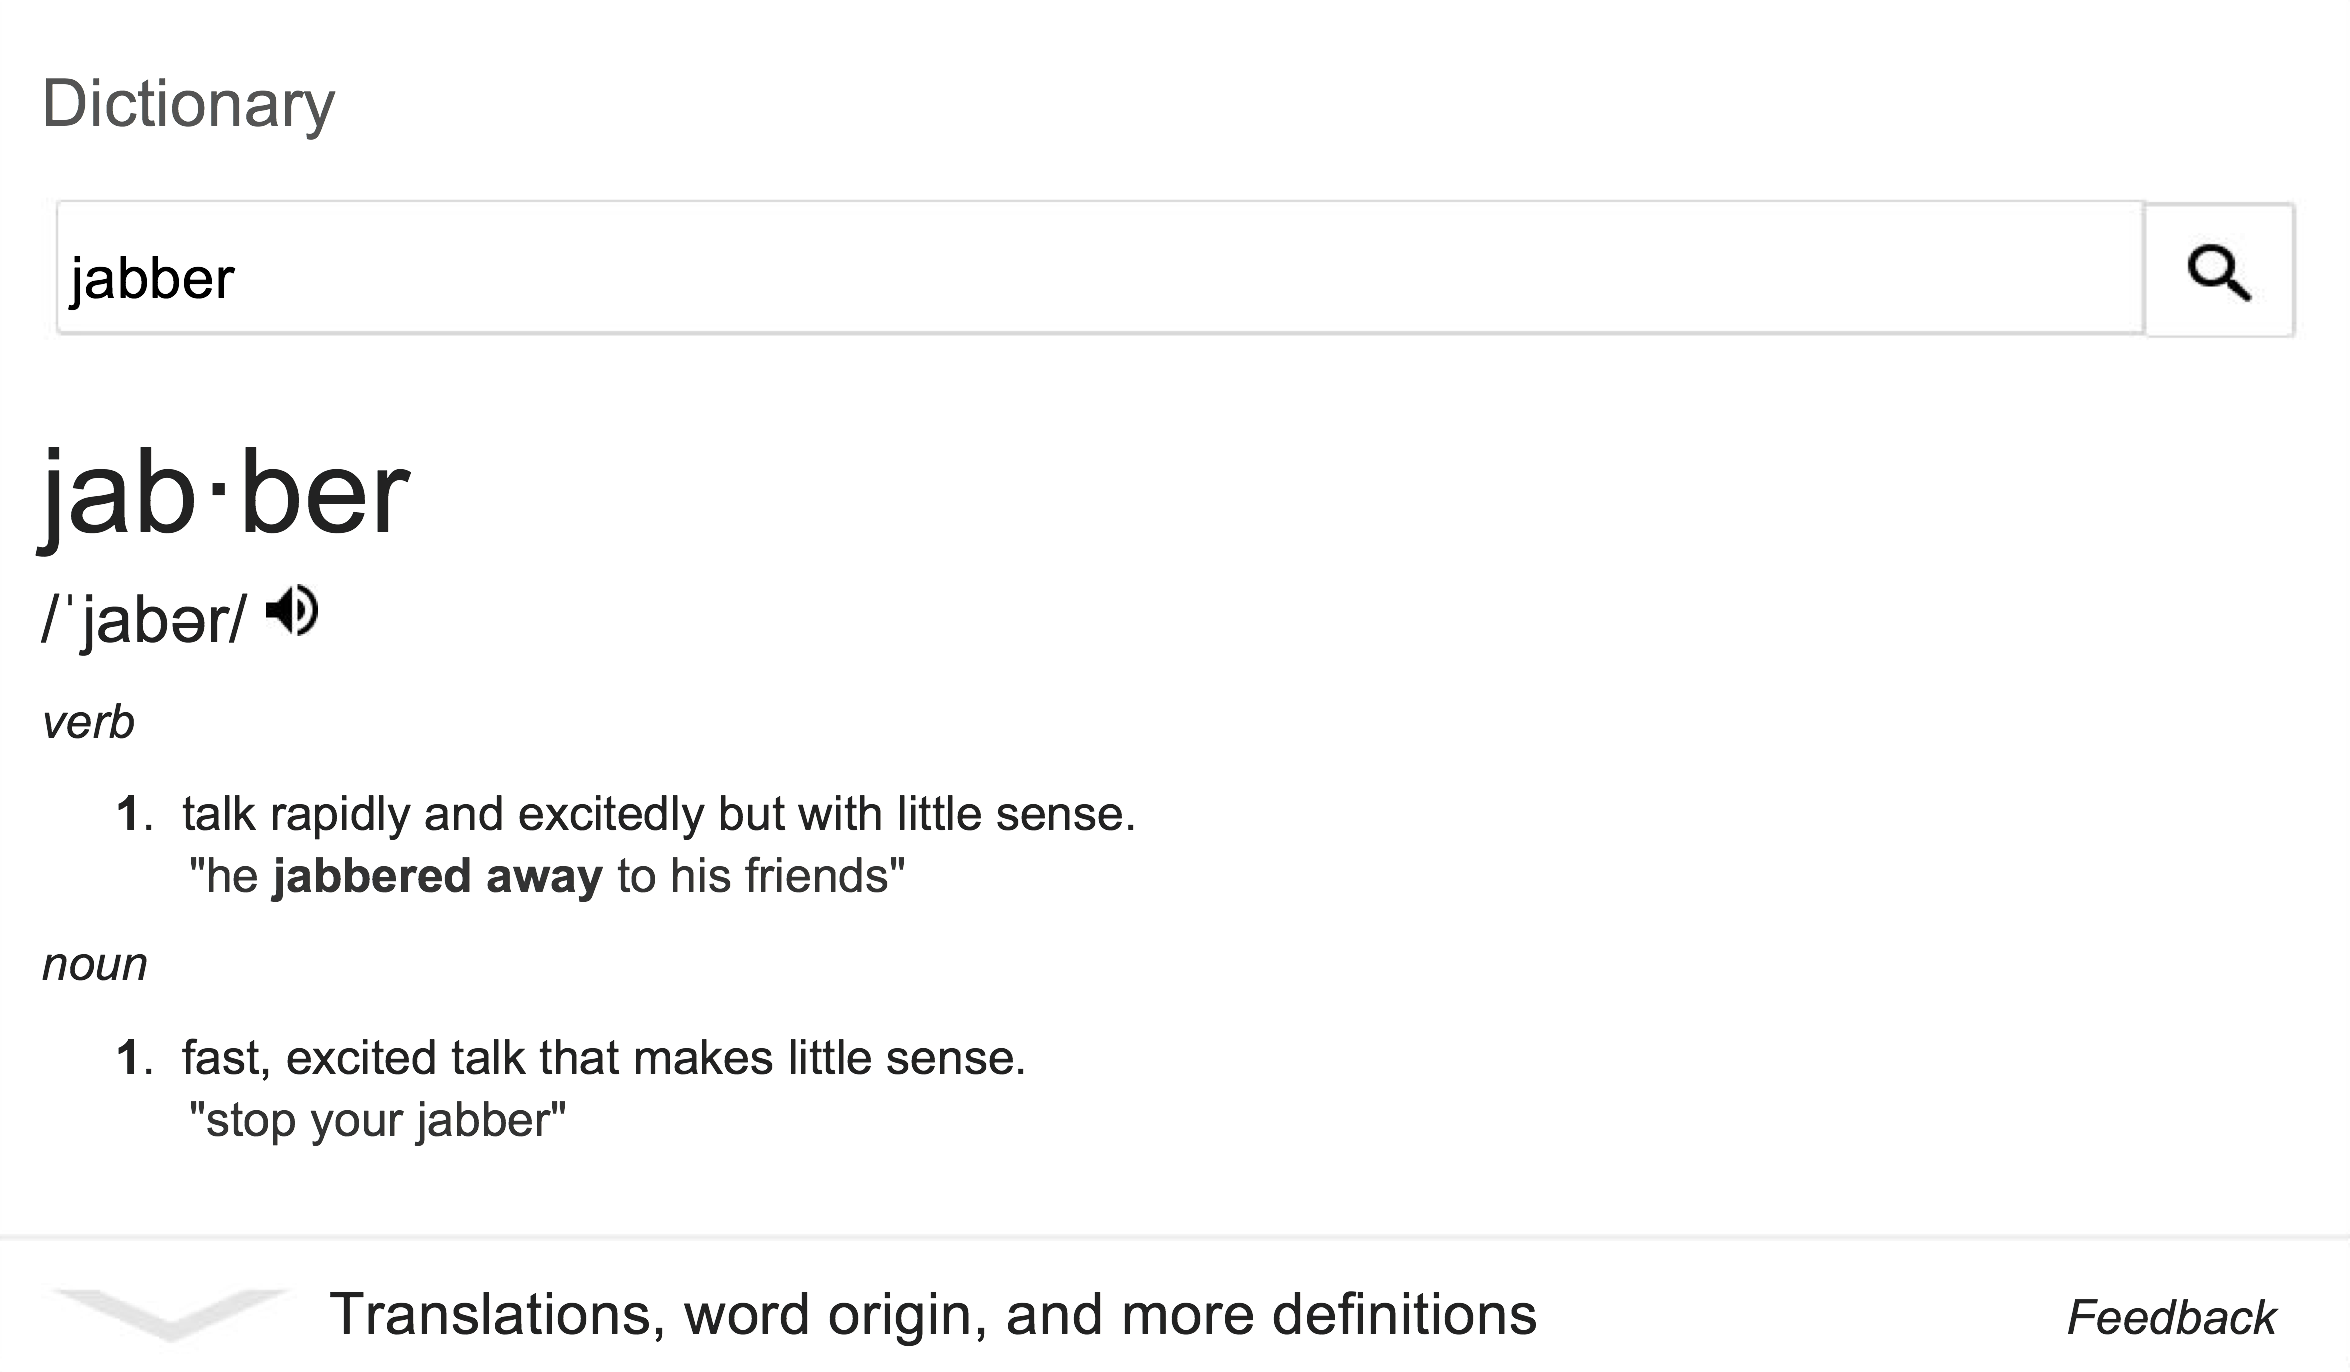 Dictionary
jabber
jab·ber
/ˈjabər/
verb
1. talk rapidly and excitedly but with little sense.
"he jabbered away to his friends"
noun
1. fast, excited talk that makes little sense.
"stop your jabber"
Translations, word origin, and more definitions
Feedback